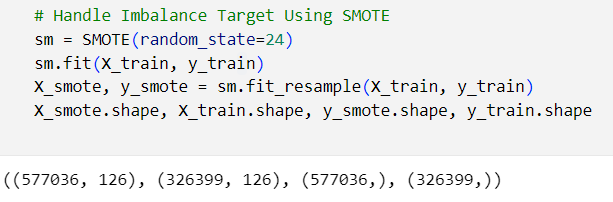 # Handle Imbalance Target Using SMOTE
sm = SMOTE(random_state=24)
sm.fit(X_train, y_train)
X_smote, y_smote = sm.fit_resample(X_train, y_train)
X_smote.shape, X_train.shape, y_smote.shape, y_train.shape
((577036, 126), (326399, 126), (577036,), (326399,))